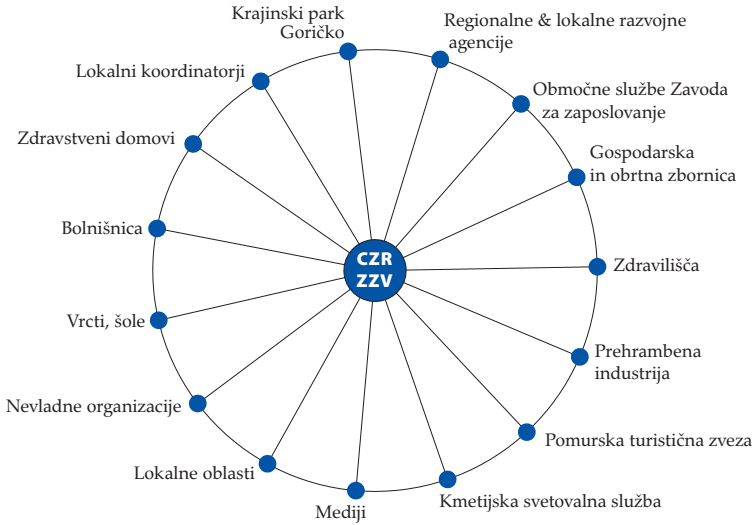 Krajinski park
Goričko
Regionalne & lokalne razvojne
agencije
Območne službe Zavoda
za zaposlovanje
Gospodarska
in obrtna zbornica
Zdravilišča
Prehrambena
industrija
Pomurska turistična zveza
Kmetijska svetovalna služba
Mediji
Lokalne oblasti
Nevladne organizacije
Vrcti, šole
Bolnišnica
Zdravstveni domovi
Lokalni koordinatorji
CZR
ZZV